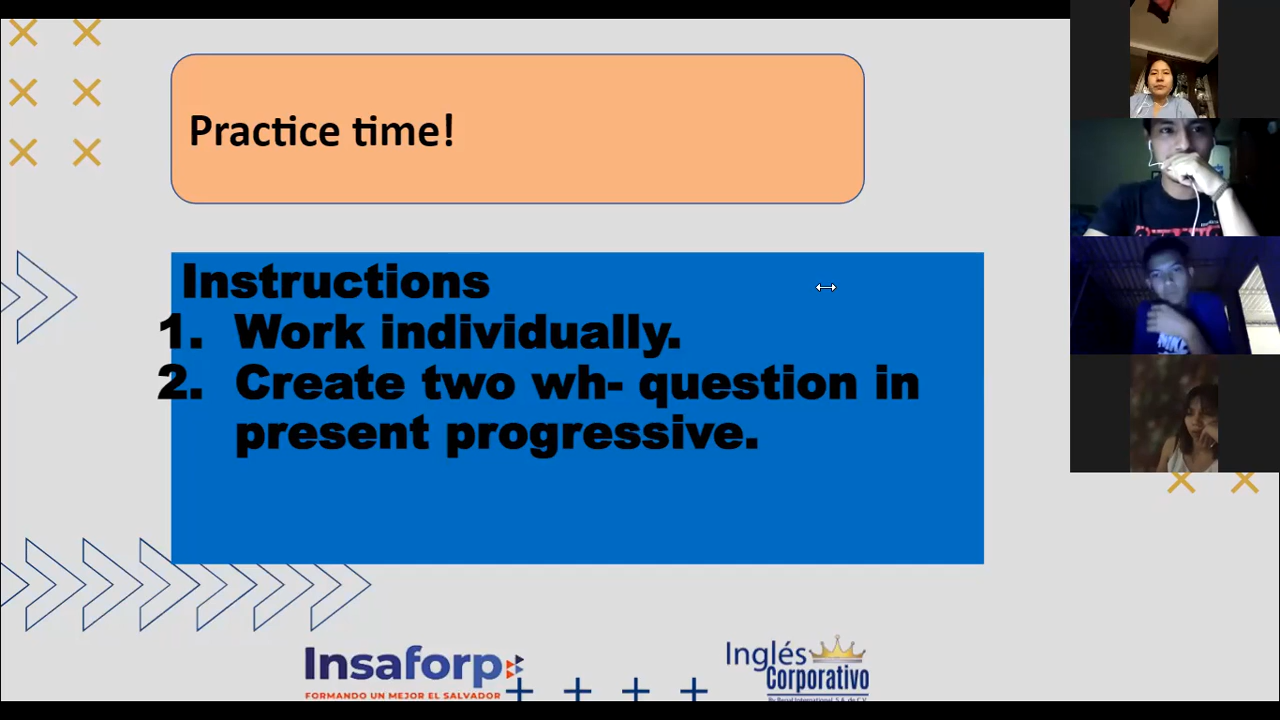 Practice time!
Instructions
1. Work individually.
2. Create two wh- question in
present progressive.
Insaforp
FORMANDO UN MEJOR EL SALVADOR
Inglés
Corporativo
NIKE